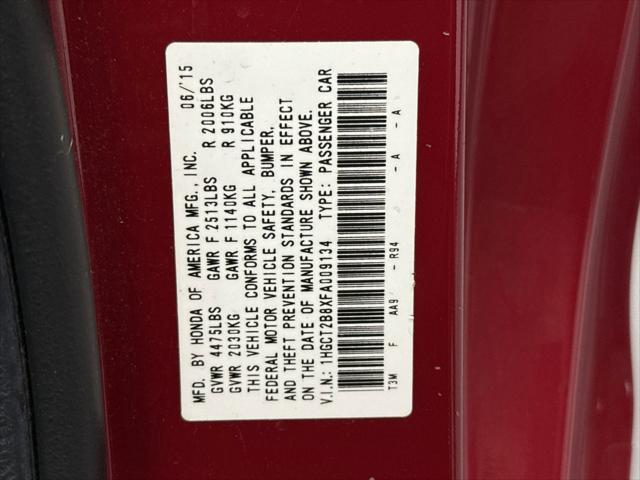 MFD. BY HONDA OF AMERICA MFG., INC. 06/'15
GVWR 4475LBS GAWR F 2513LBS R 2006LBS
GVWR 2030KG GAWR F 1140KG R 910KG
THIS VEHICLE CONFORMS TO ALL APPLICABLE
FEDERAL MOTOR VEHICLE SAFETY, BUMPER,
AND THEFT PREVENTION STANDARDS IN EFFECT
ON THE DATE OF MANUFACTURE SHOWN ABOVE.
V.I.N.: 1HGCT2B8XFA009134 TYPE: PASSENGER CAR
T3M F AA9 - R94 - A - A